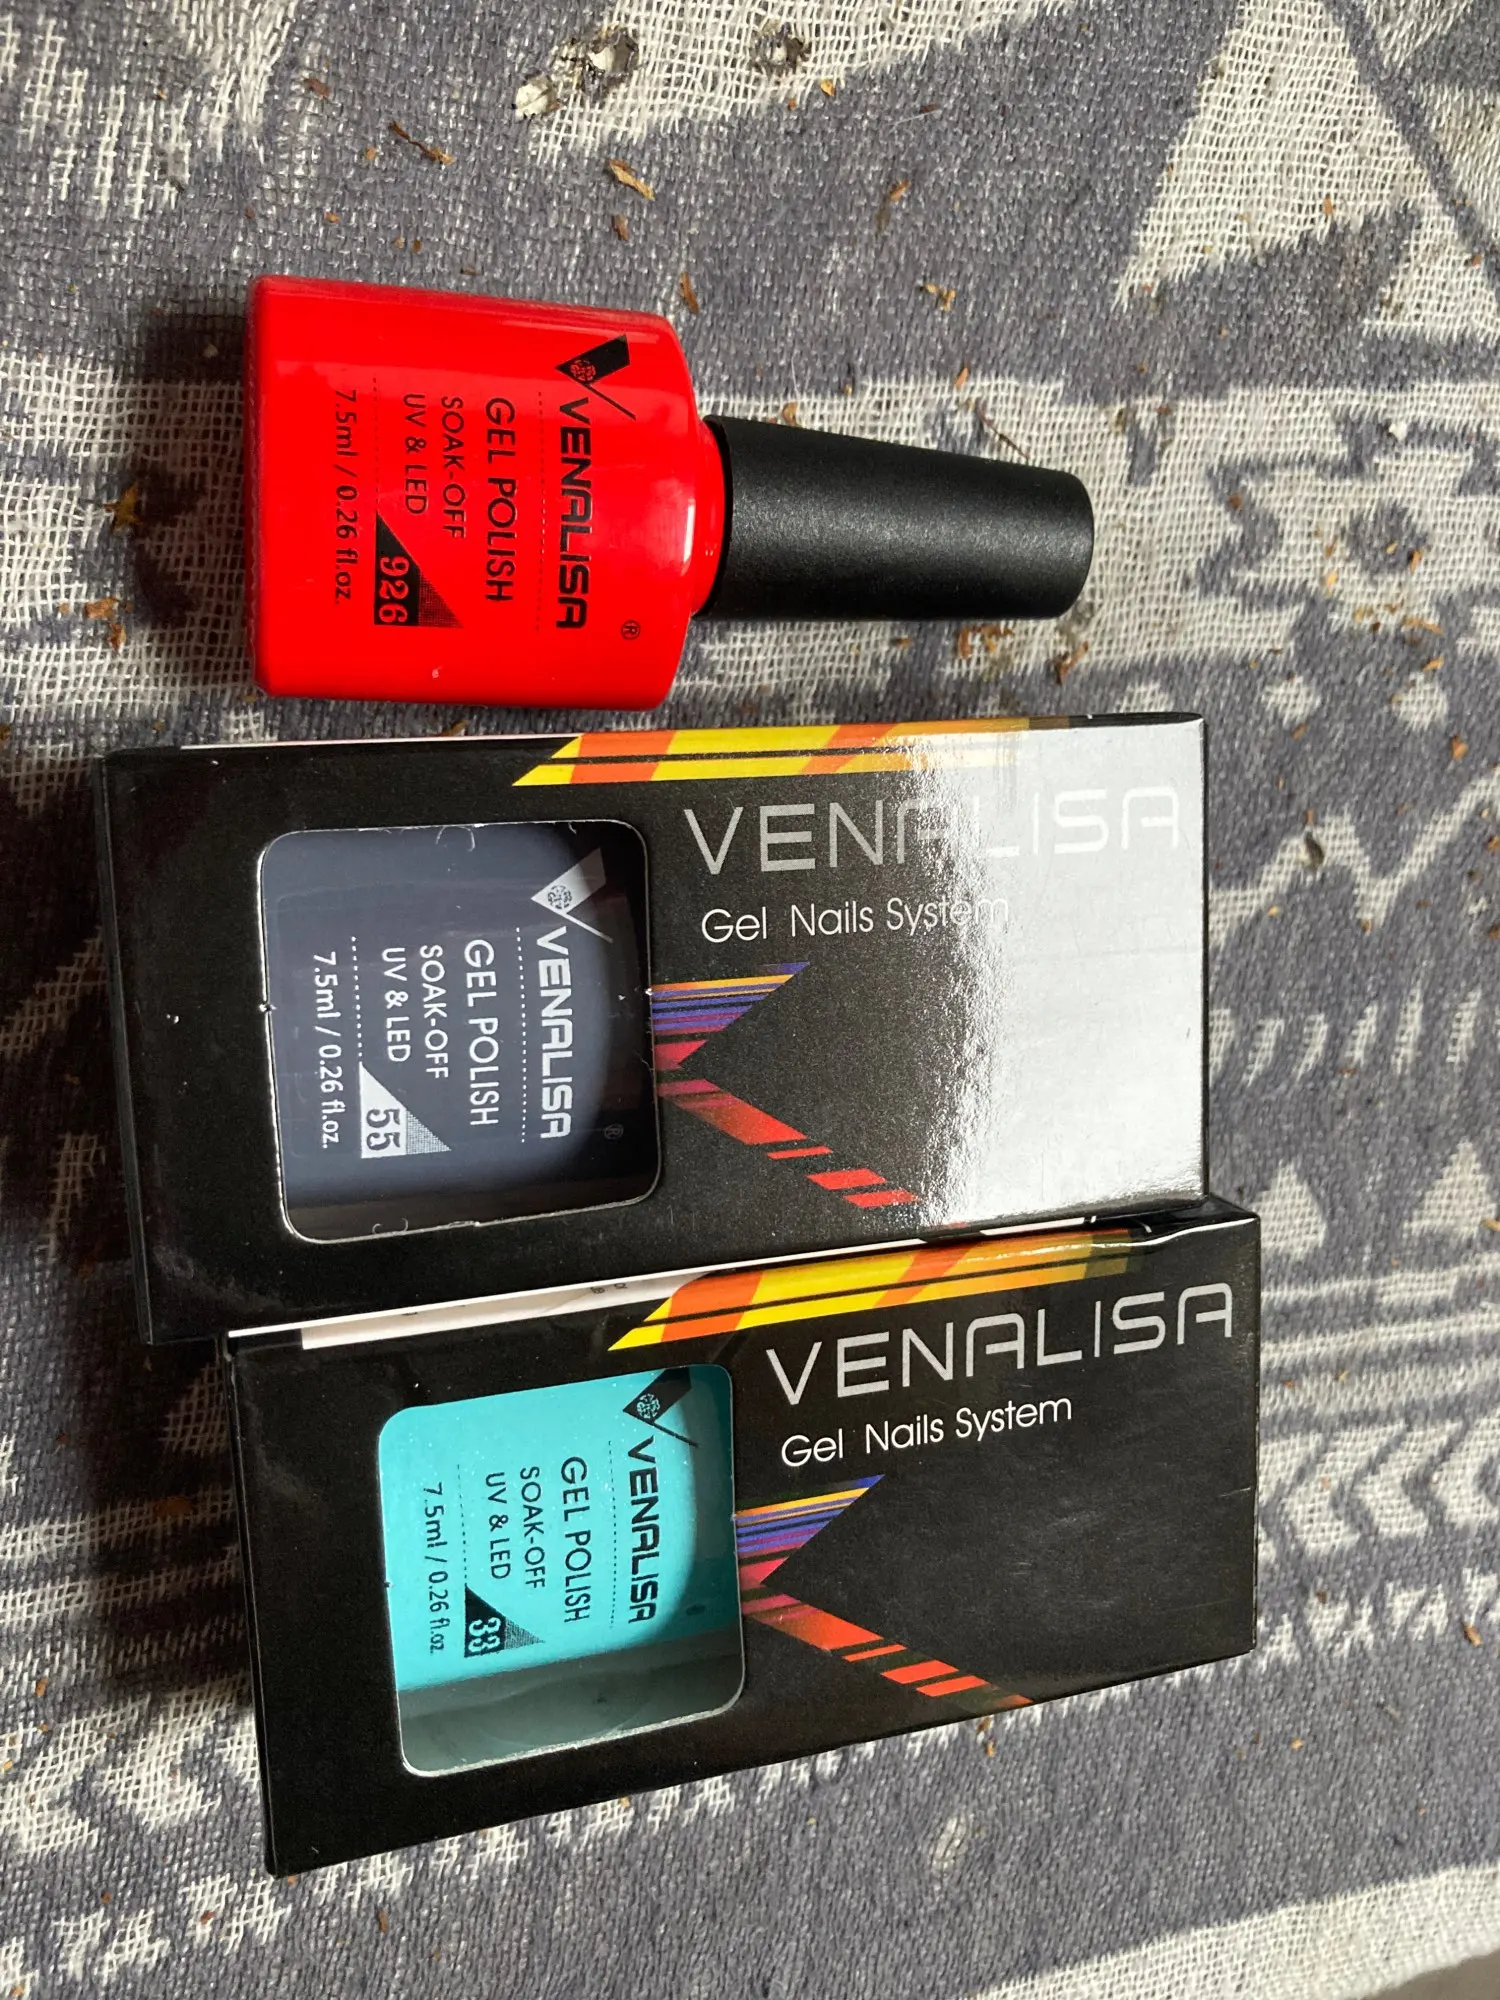 VENALISA
®
GEL POLISH
SOAK-OFF
UV & LED
926
7.5ml / 0.26 fl.oz.
VENALISA
Gel Nails System
VENALISA
®
GEL POLISH
SOAK-OFF
UV & LED
55
7.5ml / 0.26 fl.oz.
VENALISA
Gel Nails System
VENALISA
GEL POLISH
SOAK-OFF
UV & LED
33
7.5ml / 0.26 fl.oz.